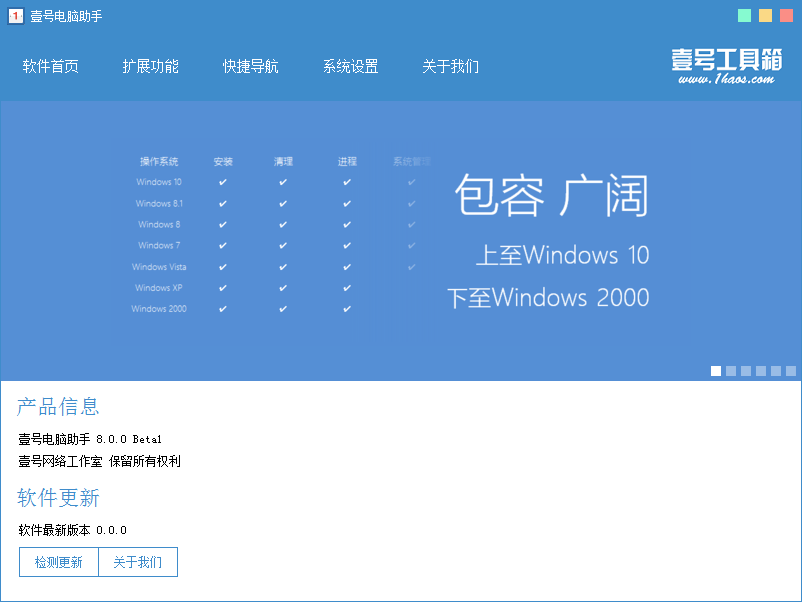 1 壹号电脑助手
软件首页 扩展功能 快捷导航 系统设置 关于我们
壹号工具箱
www.1haos.com
操作系统 安装 清理 进程 系统管理
Windows 10 ✔ ✔ ✔ ✔
Windows 8.1 ✔ ✔ ✔ ✔
Windows 8 ✔ ✔ ✔ ✔
Windows 7 ✔ ✔ ✔ ✔
Windows Vista ✔ ✔ ✔ ✔
Windows XP ✔ ✔ ✔
Windows 2000 ✔ ✔ ✔
包容 广阔
上至Windows 10
下至Windows 2000
产品信息
壹号电脑助手 8.0.0 Beta1
壹号网络工作室 保留所有权利
软件更新
软件最新版本 0.0.0
检测更新 关于我们